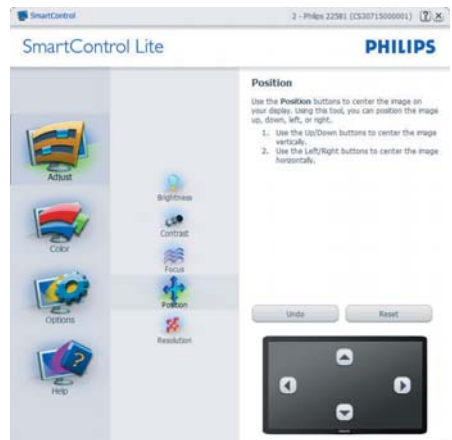 SmartControl
2 - Philips 225B1 (CS30715000001)
SmartControl Lite
PHILIPS
Adjust
Color
Options
Help
Brightness
Contrast
Focus
Position
Resolution
Position
Use the Position buttons to center the image on
your display. Using this tool, you can position the image
up, down, left, or right.
1. Use the Up/Down buttons to center the image
vertically.
2. Use the Left/Right buttons to center the image
horizontally.
Undo
Reset